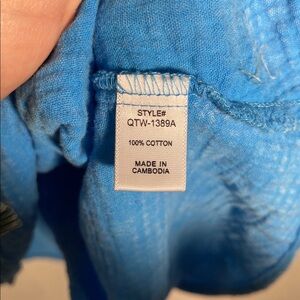 STYLE#
QTW-1389A
100% COTTON
MADE IN
CAMBODIA